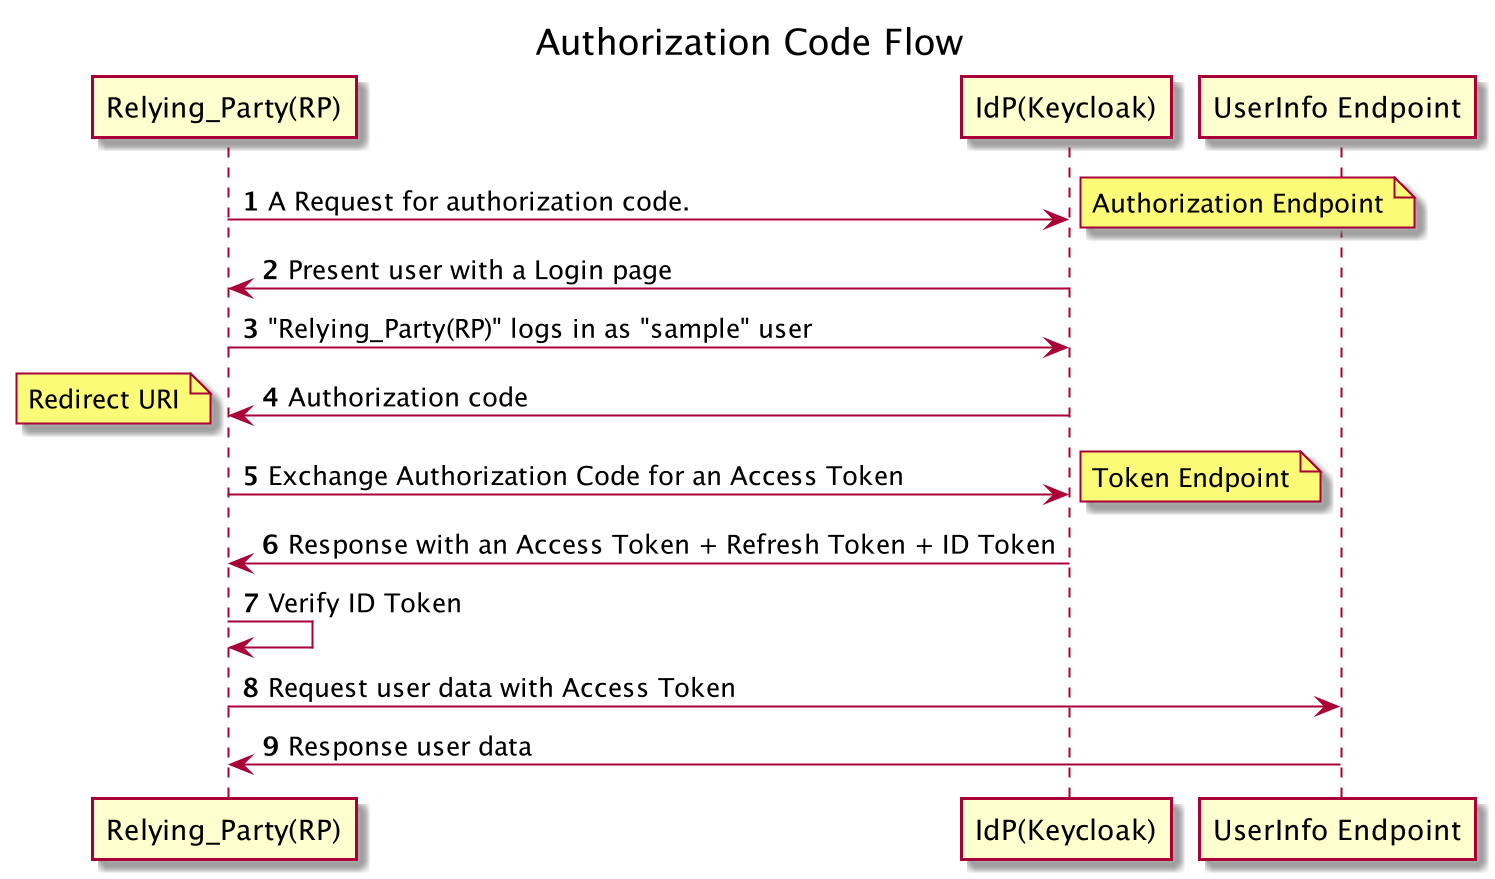 Authorization Code Flow
Relying_Party(RP)
IdP(Keycloak)
UserInfo Endpoint
1 A Request for authorization code.
Authorization Endpoint
2 Present user with a Login page
3 "Relying_Party(RP)" logs in as "sample" user
Redirect URI
4 Authorization code
5 Exchange Authorization Code for an Access Token
Token Endpoint
6 Response with an Access Token + Refresh Token + ID Token
7 Verify ID Token
8 Request user data with Access Token
9 Response user data
Relying_Party(RP)
IdP(Keycloak)
UserInfo Endpoint